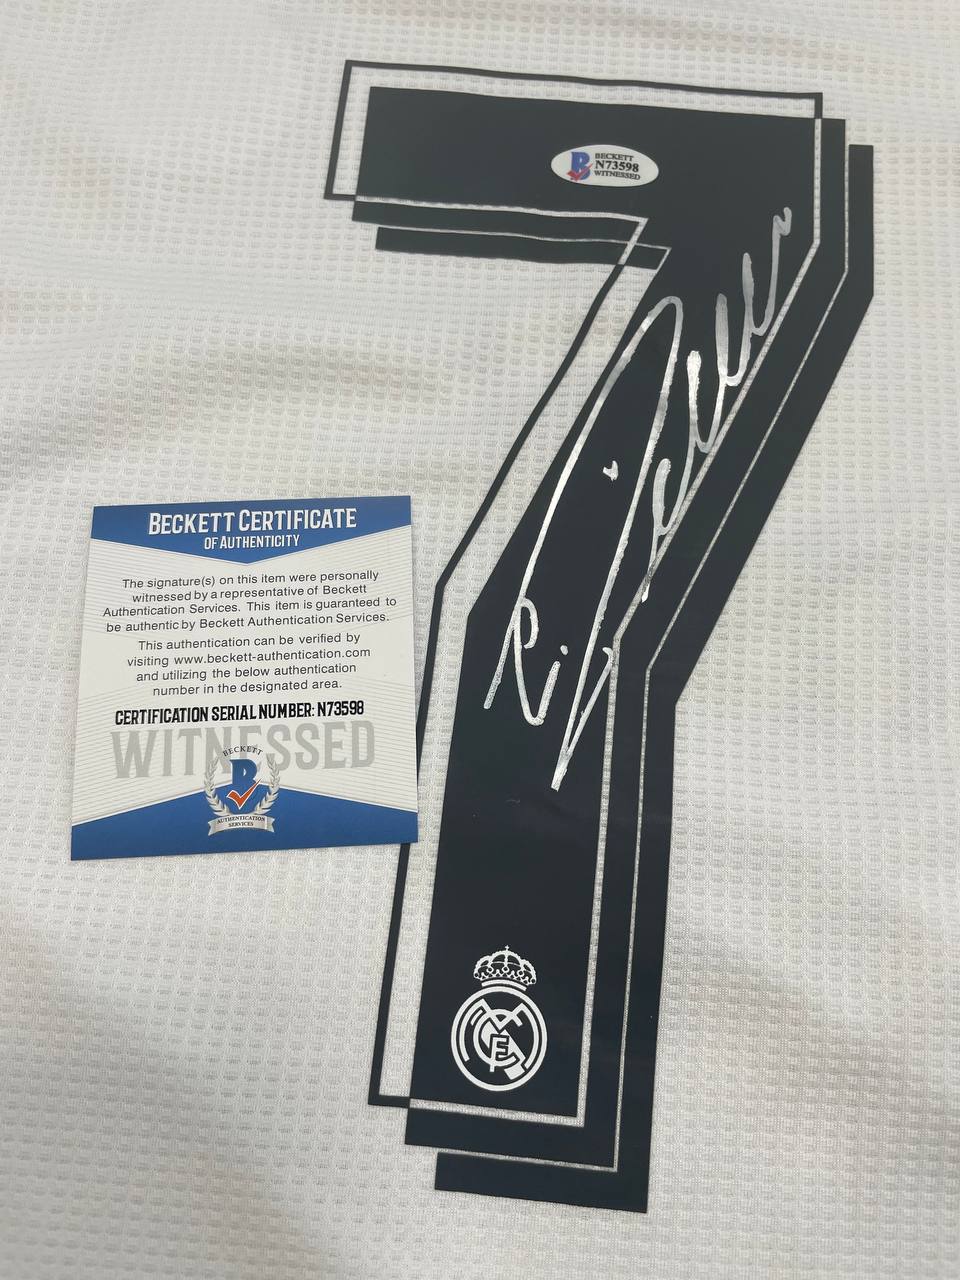 7
BECKETT
N73598
WITNESSED
BECKETT CERTIFICATE
OF AUTHENTICITY
The signature(s) on this item were personally
witnessed by a representative of Beckett
Authentication Services. This item is guaranteed to
be authentic by Beckett Authentication Services.
This authentication can be verified by
visiting www.beckett-authentication.com
and utilizing the below authentication
number in the designated area.
CERTIFICATION SERIAL NUMBER: N73598
WITNESSED
BECKETT
B
AUTHENTICATION
SERVICES